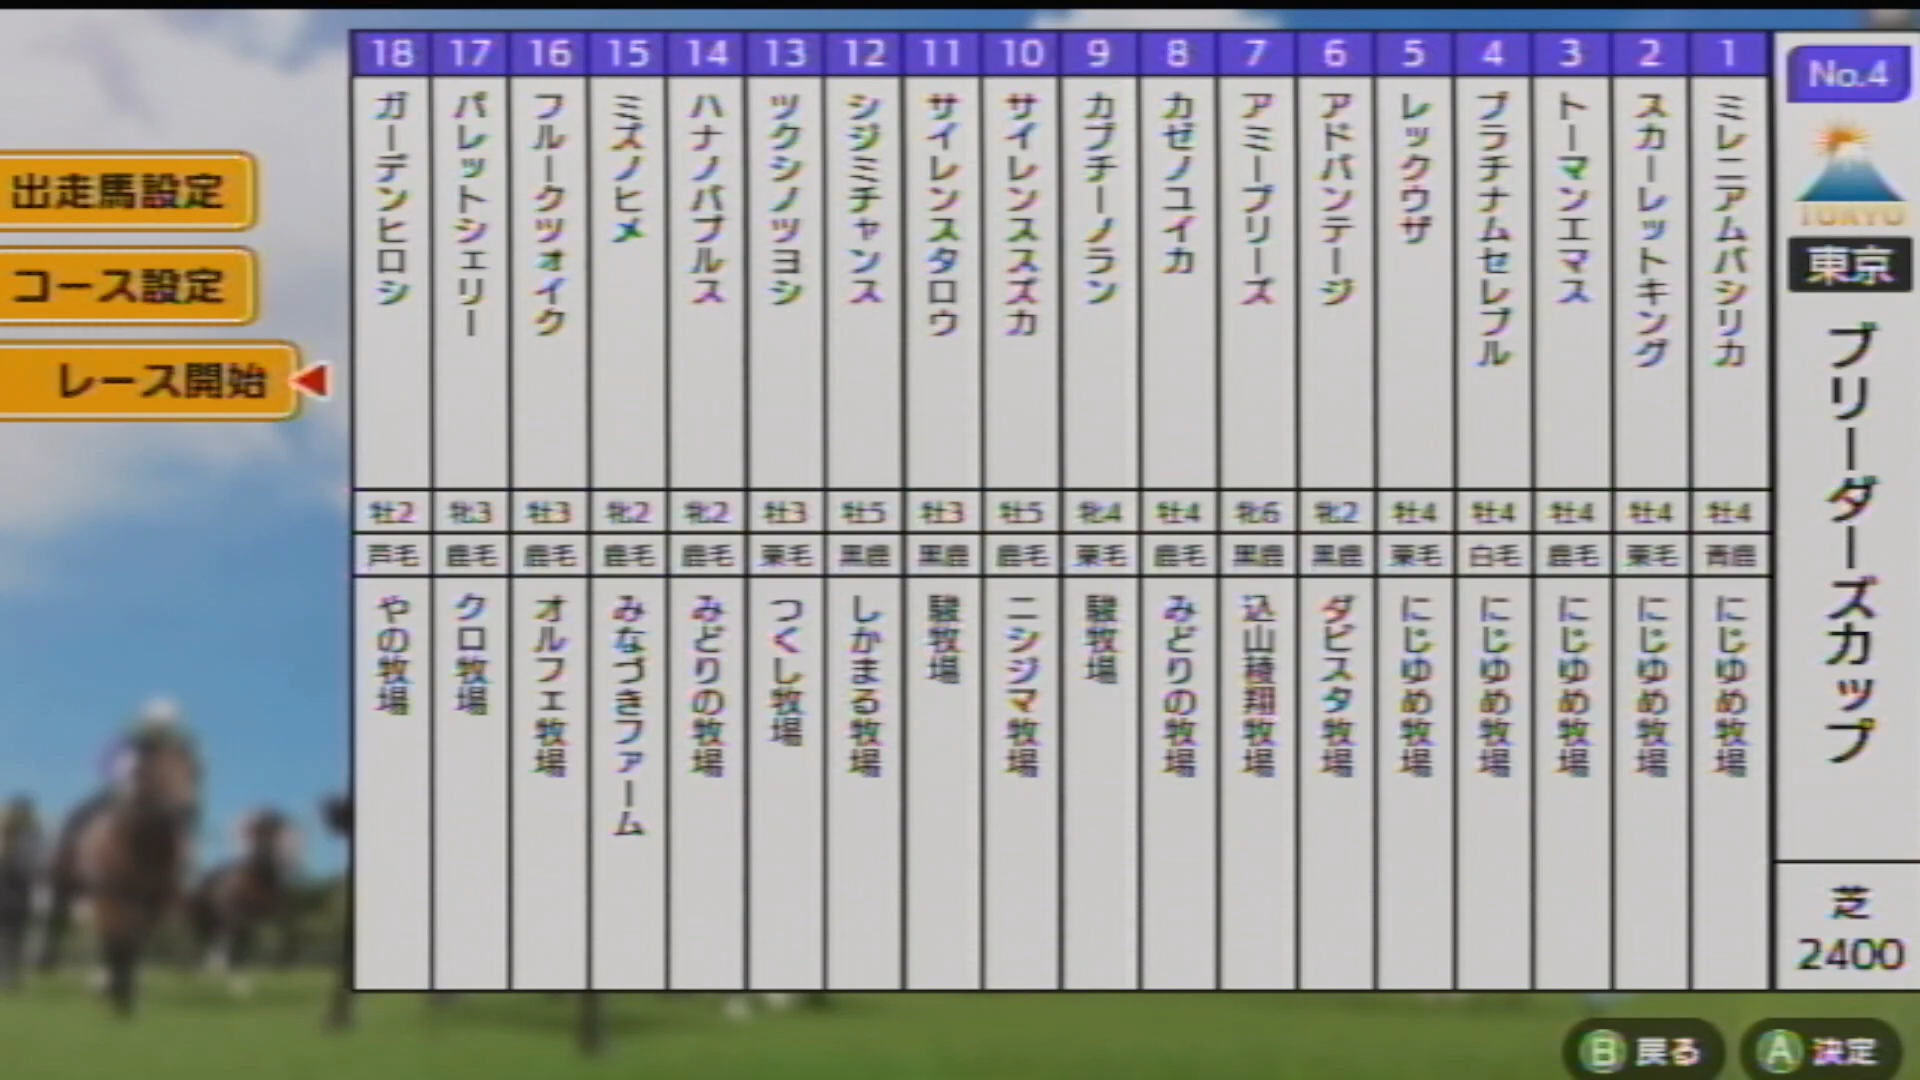 No.4
TOKYO
東京
ブリーダーズカップ
芝
2400
1
ミレニアムバシリカ
牡4
青鹿
にじゆめ牧場
2
スカーレットキング
牡4
栗毛
にじゆめ牧場
3
トーマンエマス
牡4
鹿毛
にじゆめ牧場
4
プラチナムセレブル
牡4
白毛
にじゆめ牧場
5
レックウザ
牡4
栗毛
にじゆめ牧場
6
アドバンテージ
牝2
黒鹿
ダビスタ牧場
7
アミーブリーズ
牝6
黒鹿
込山稜翔牧場
8
カゼノユイカ
牡4
鹿毛
みどりの牧場
9
カプチーノラン
牝4
栗毛
駿牧場
10
サイレンススズカ
牡5
鹿毛
ニシジマ牧場
11
サイレンスタロウ
牡3
黒鹿
駿牧場
12
シジミチャンス
牡5
黒鹿
しかまる牧場
13
ツクシノツヨシ
牡3
栗毛
つくし牧場
14
ハナノバブルス
牝2
鹿毛
みどりの牧場
15
ミズノヒメ
牝2
鹿毛
みなづきファーム
16
フルークツォイク
牡3
鹿毛
オルフェ牧場
17
パレットシェリー
牝3
鹿毛
クロ牧場
18
ガーデンヒロシ
牡2
芦毛
やの牧場
出走馬設定
コース設定
レース開始
B 戻る
A 決定